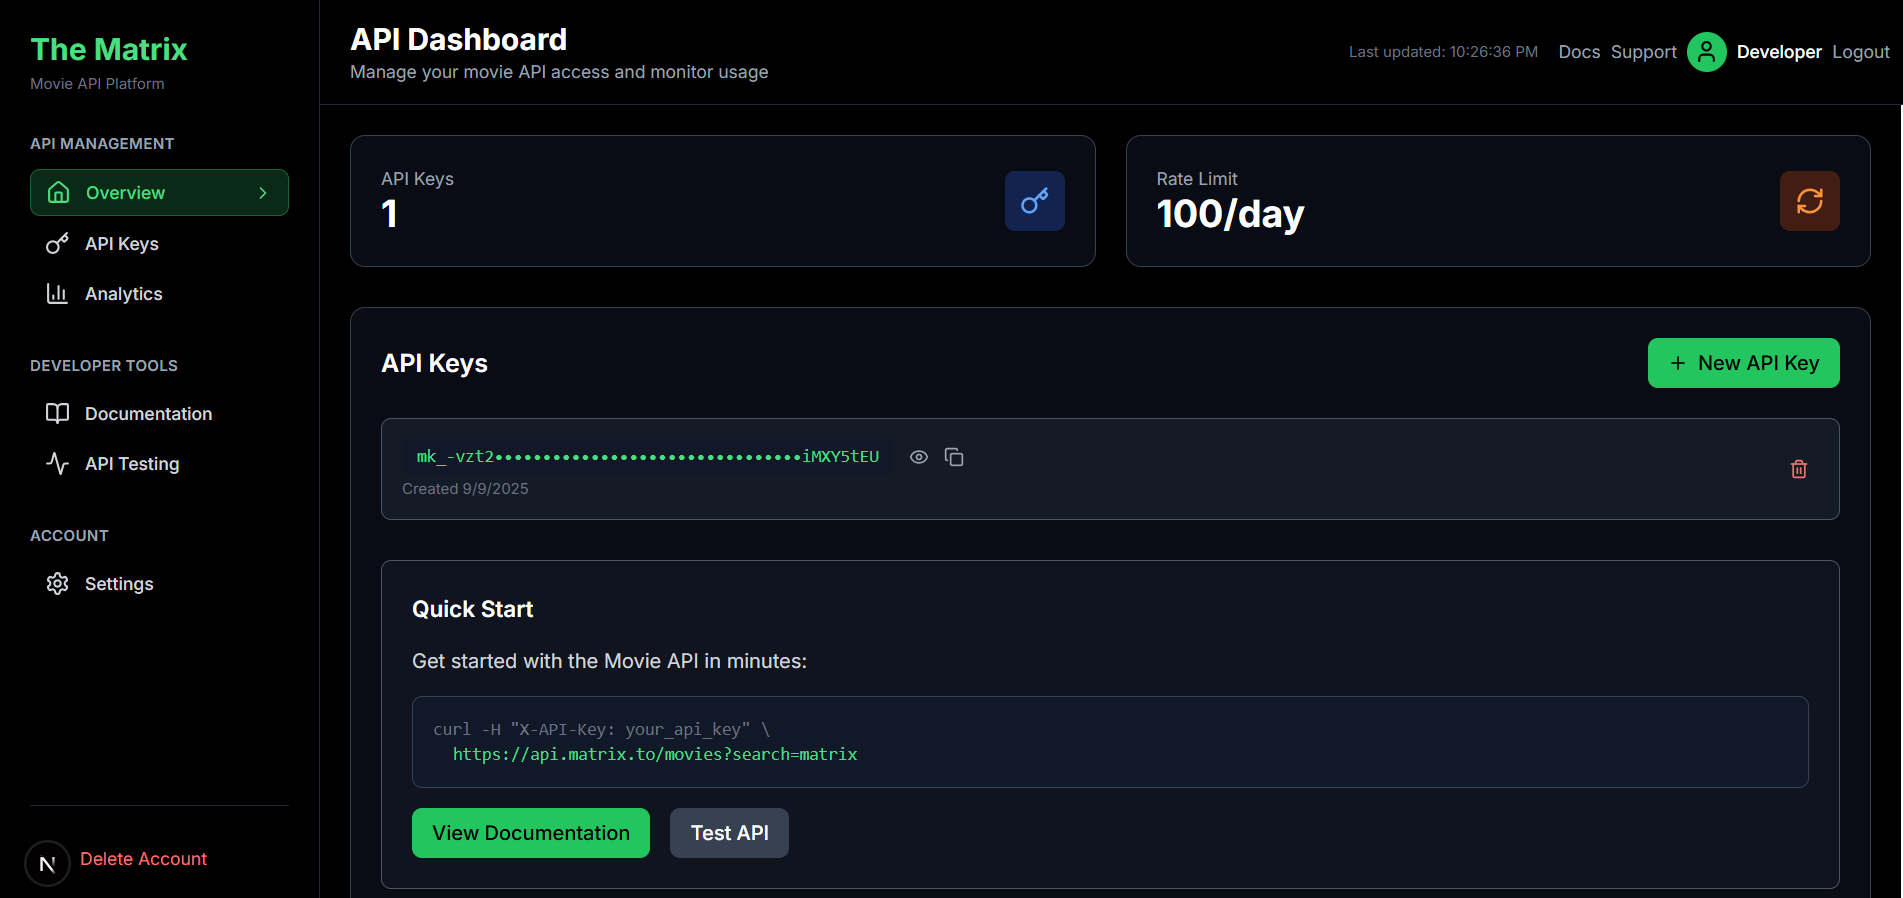 The Matrix
Movie API Platform
API MANAGEMENT
Overview
API Keys
Analytics
DEVELOPER TOOLS
Documentation
API Testing
ACCOUNT
Settings
N
Delete Account
API Dashboard
Manage your movie API access and monitor usage
Last updated: 10:26:36 PM
Docs
Support
Developer
Logout
API Keys
1
Rate Limit
100/day
API Keys
+ New API Key
mk_-vzt2••••••••••••••••••••••••••••••••iMXY5tEU
Created 9/9/2025
Quick Start
Get started with the Movie API in minutes:
curl -H "X-API-Key: your_api_key" \
https://api.matrix.to/movies?search=matrix
View Documentation
Test API